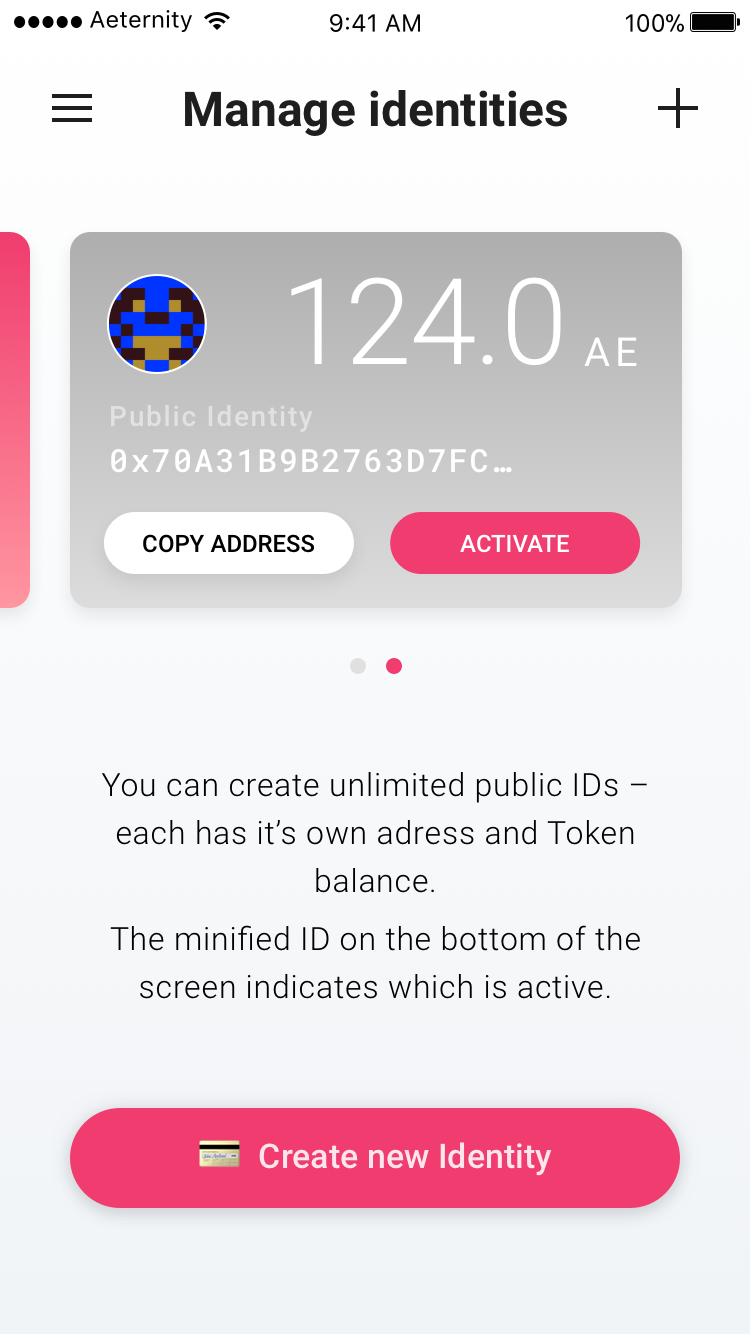 Aeternity 9:41 AM 100%
Manage identities
124.0 AE
Public Identity
0x70A31B9B2763D7FC…
COPY ADDRESS ACTIVATE
You can create unlimited public IDs –
each has it’s own adress and Token
balance.
The minified ID on the bottom of the
screen indicates which is active.
Create new Identity